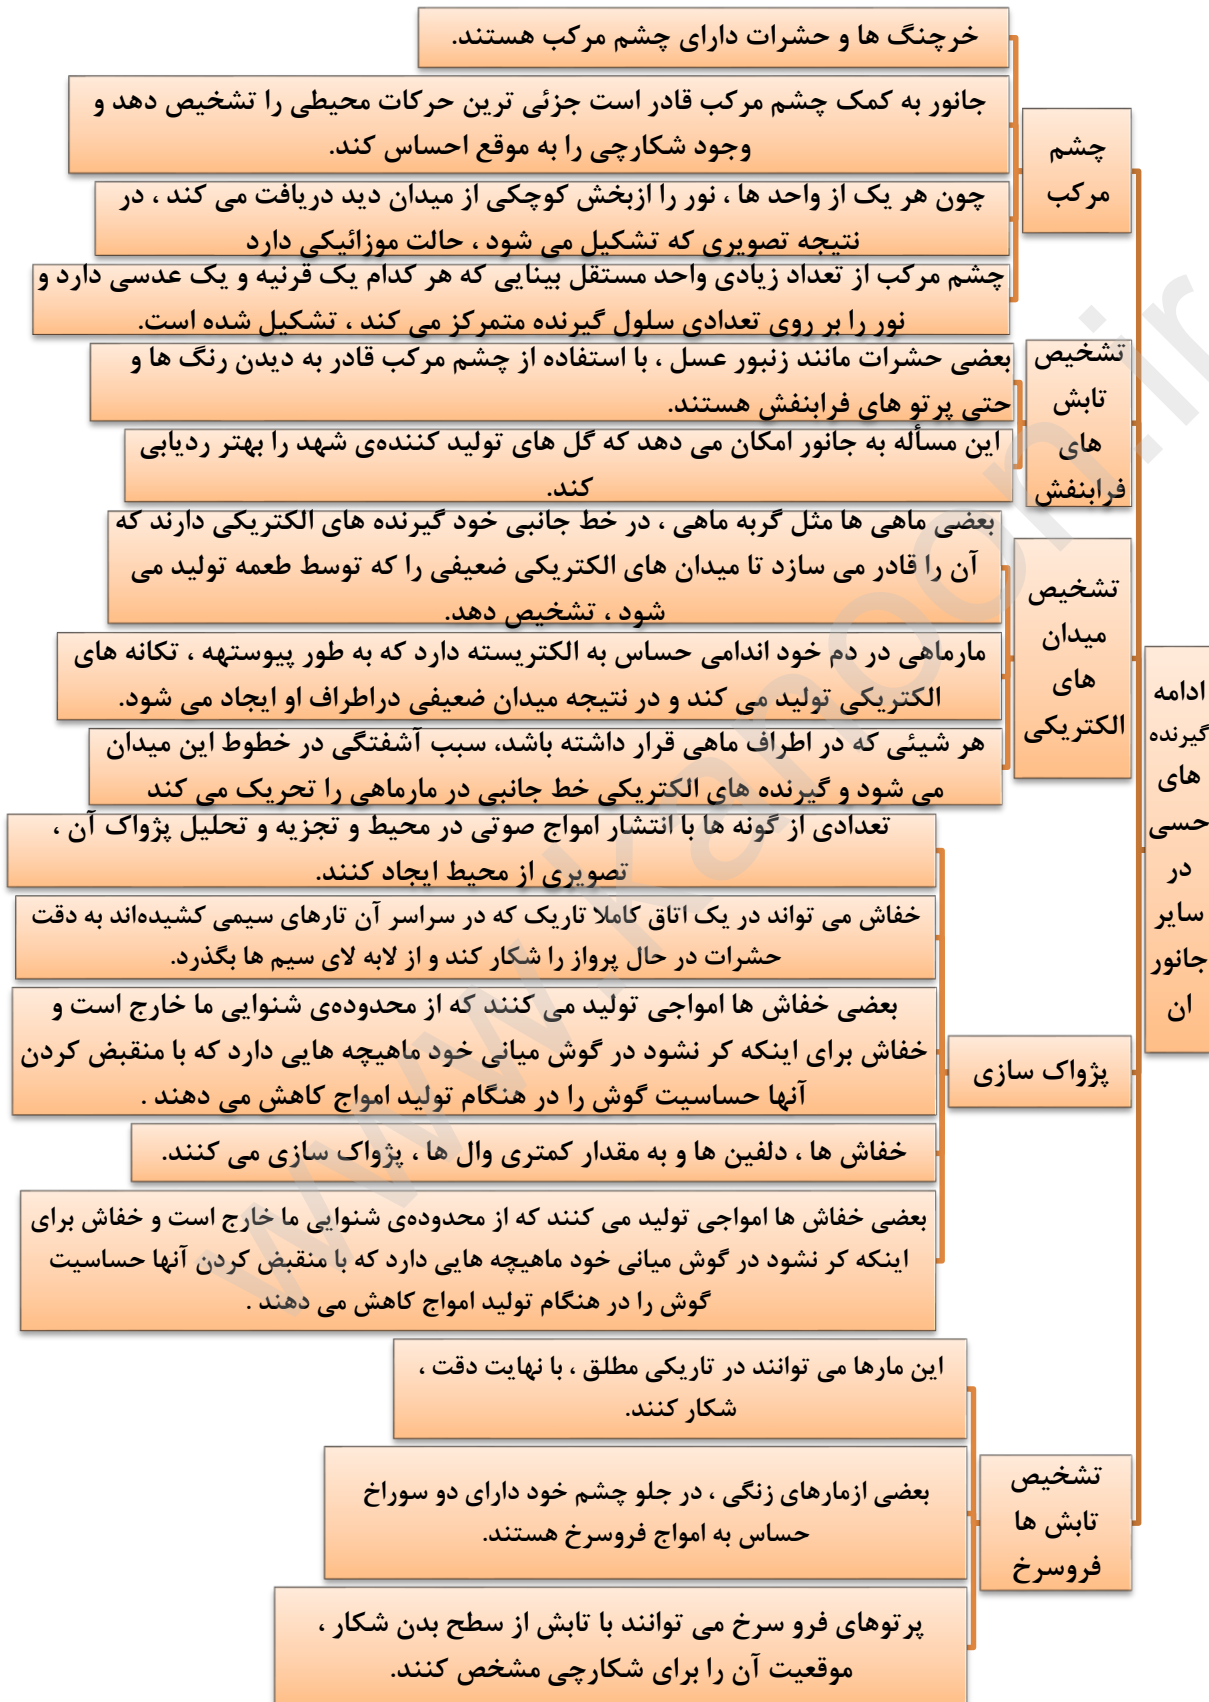 ادامه
گیرنده
های
حسی
در
سایر
جانور
ان
چشم
مرکب
خرچنگ ها و حشرات دارای چشم مرکب هستند.
جانور به کمک چشم مرکب قادر است جزئی ترین حرکات محیطی را تشخیص دهد و
وجود شکارچی را به موقع احساس کند.
چون هر یک از واحد ها ، نور را ازبخش کوچکی از میدان دید دریافت می کند ، در
نتیجه تصویری که تشکیل می شود ، حالت موزائیکی دارد
چشم مرکب از تعداد زیادی واحد مستقل بینایی که هر کدام یک قرنیه و یک عدسی دارد و
نور را بر روی تعدادی سلول گیرنده متمرکز می کند ، تشکیل شده است.
تشخیص
تابش
های
فرابنفش
بعضی حشرات مانند زنبور عسل ، با استفاده از چشم مرکب قادر به دیدن رنگ ها و
حتی پرتو های فرابنفش هستند.
این مسأله به جانور امکان می دهد که گل های تولید کننده‌ی شهد را بهتر ردیابی
کند.
تشخیص
میدان
های
الکتریکی
بعضی ماهی ها مثل گربه ماهی ، در خط جانبی خود گیرنده های الکتریکی دارند که
آن را قادر می سازد تا میدان های الکتریکی ضعیفی را که توسط طعمه تولید می
شود ، تشخیص دهد.
مارماهی در دم خود اندامی حساس به الکتریسته دارد که به طور پیوستهه ، تکانه های
الکتریکی تولید می کند و در نتیجه میدان ضعیفی دراطراف او ایجاد می شود.
هر شیئی که در اطراف ماهی قرار داشته باشد، سبب آشفتگی در خطوط این میدان
می شود و گیرنده های الکتریکی خط جانبی در مارماهی را تحریک می کند
پژواک سازی
تعدادی از گونه ها با انتشار امواج صوتی در محیط و تجزیه و تحلیل پژواک آن ،
تصویری از محیط ایجاد کنند.
خفاش می تواند در یک اتاق کاملا تاریک که در سراسر آن تارهای سیمی کشیده‌اند به دقت
حشرات در حال پرواز را شکار کند و از لابه لای سیم ها بگذرد.
بعضی خفاش ها امواجی تولید می کنند که از محدوده‌ی شنوایی ما خارج است و
خفاش برای اینکه کر نشود در گوش میانی خود ماهیچه هایی دارد که با منقبض کردن
آنها حساسیت گوش را در هنگام تولید امواج کاهش می دهند .
خفاش ها ، دلفین ها و به مقدار کمتری وال ها ، پژواک سازی می کنند.
بعضی خفاش ها امواجی تولید می کنند که از محدوده‌ی شنوایی ما خارج است و خفاش برای
اینکه کر نشود در گوش میانی خود ماهیچه هایی دارد که با منقبض کردن آنها حساسیت
گوش را در هنگام تولید امواج کاهش می دهند .
تشخیص
تابش ها
فروسرخ
این مارها می توانند در تاریکی مطلق ، با نهایت دقت ،
شکار کنند.
بعضی ازمارهای زنگی ، در جلو چشم خود دارای دو سوراخ
حساس به امواج فروسرخ هستند.
پرتوهای فرو سرخ می توانند با تابش از سطح بدن شکار ،
موقعیت آن را برای شکارچی مشخص کنند.
www.kanoon.ir